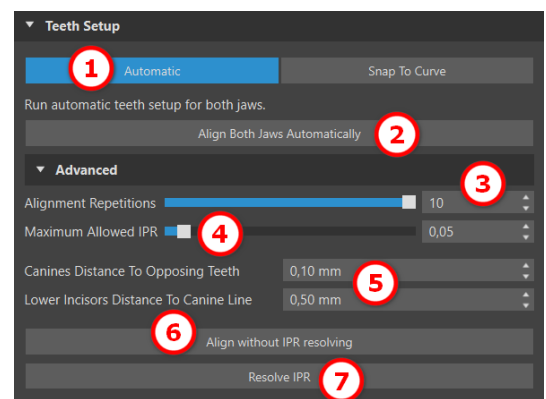 Teeth Setup
1 Automatic Snap To Curve
Run automatic teeth setup for both jaws.
Align Both Jaws Automatically 2
Advanced
3
Alignment Repetitions 10
Maximum Allowed IPR 4 0,05
Canines Distance To Opposing Teeth 0,10 mm
5
Lower Incisors Distance To Canine Line 0,50 mm
6 Align without IPR resolving
Resolve IPR 7